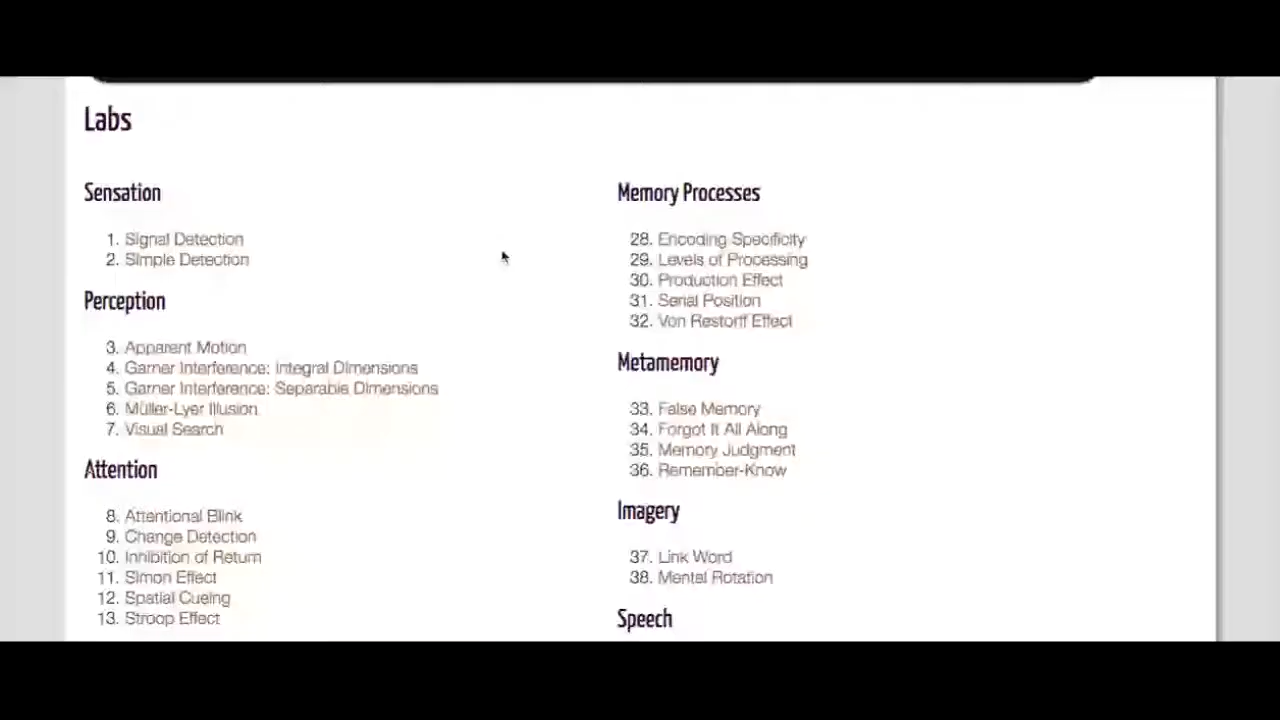 Labs
Sensation
1. Signal Detection
2. Simple Detection
Perception
3. Apparent Motion
4. Garner Interference: Integral Dimensions
5. Garner Interference: Separable Dimensions
6. Müller-Lyer Illusion
7. Visual Search
Attention
8. Attentional Blink
9. Change Detection
10. Inhibition of Return
11. Simon Effect
12. Spatial Cueing
13. Stroop Effect
Memory Processes
28. Encoding Specificity
29. Levels of Processing
30. Production Effect
31. Serial Position
32. Von Restorff Effect
Metamemory
33. False Memory
34. Forgot It All Along
35. Memory Judgment
36. Remember-Know
Imagery
37. Link Word
38. Mental Rotation
Speech